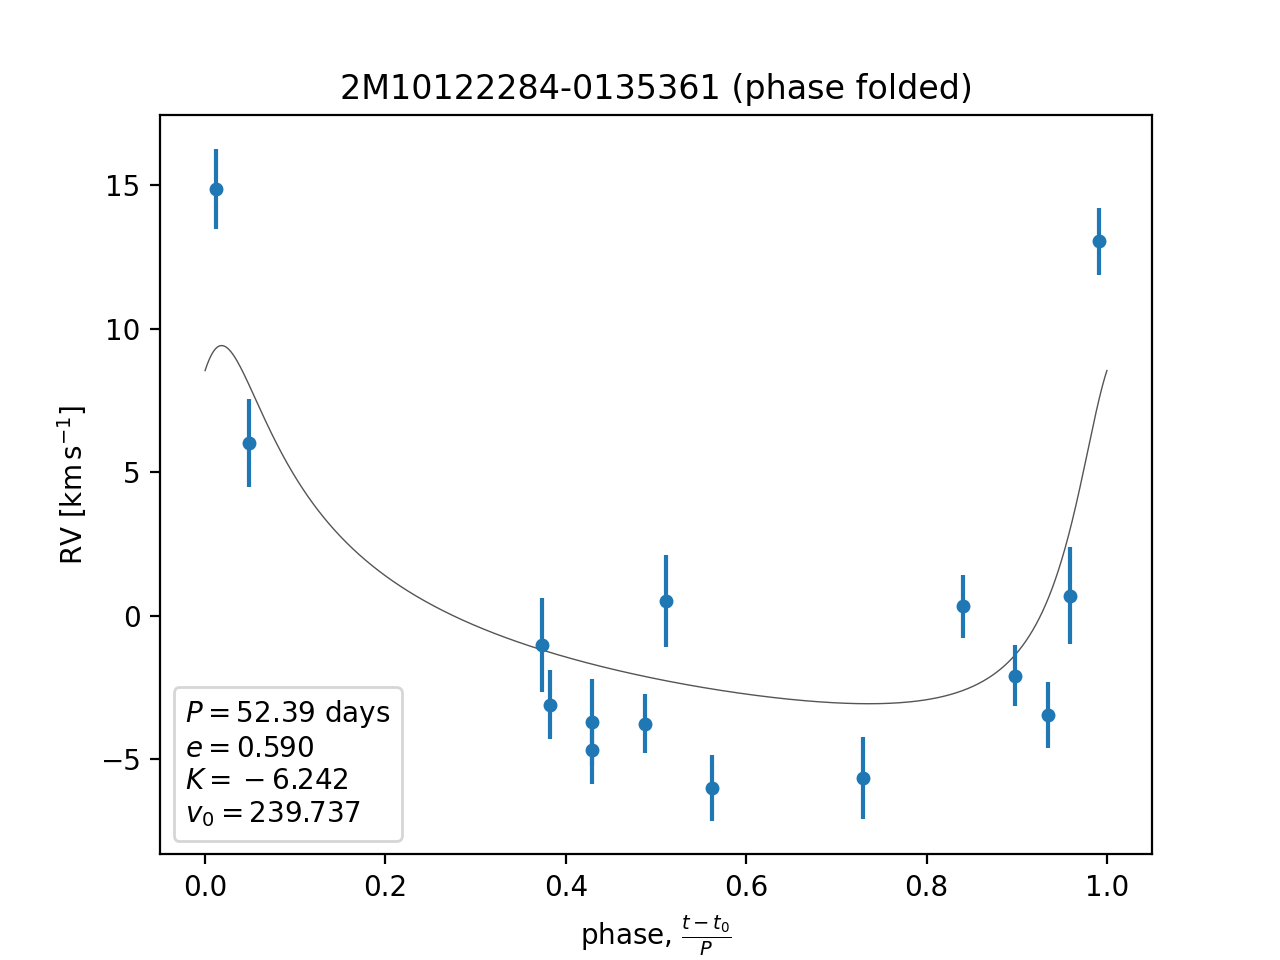 2M10122284-0135361 (phase folded)
15
10
5
0
−5
RV [km s−1]
P = 52.39 days
e = 0.590
K = −6.242
v0 = 239.737
0.0 0.2 0.4 0.6 0.8 1.0
phase, t−t0/P